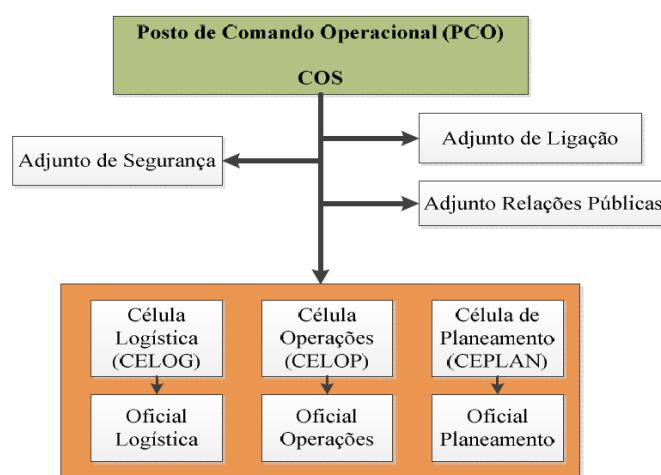 Posto de Comando Operacional (PCO)
COS
Adjunto de Ligação
Adjunto de Segurança
Adjunto Relações Públicas
Célula
Logística
(CELOG)
Célula
Operações
(CELOP)
Célula de
Planeamento
(CEPLAN)
Oficial
Logística
Oficial
Operações
Oficial
Planeamento